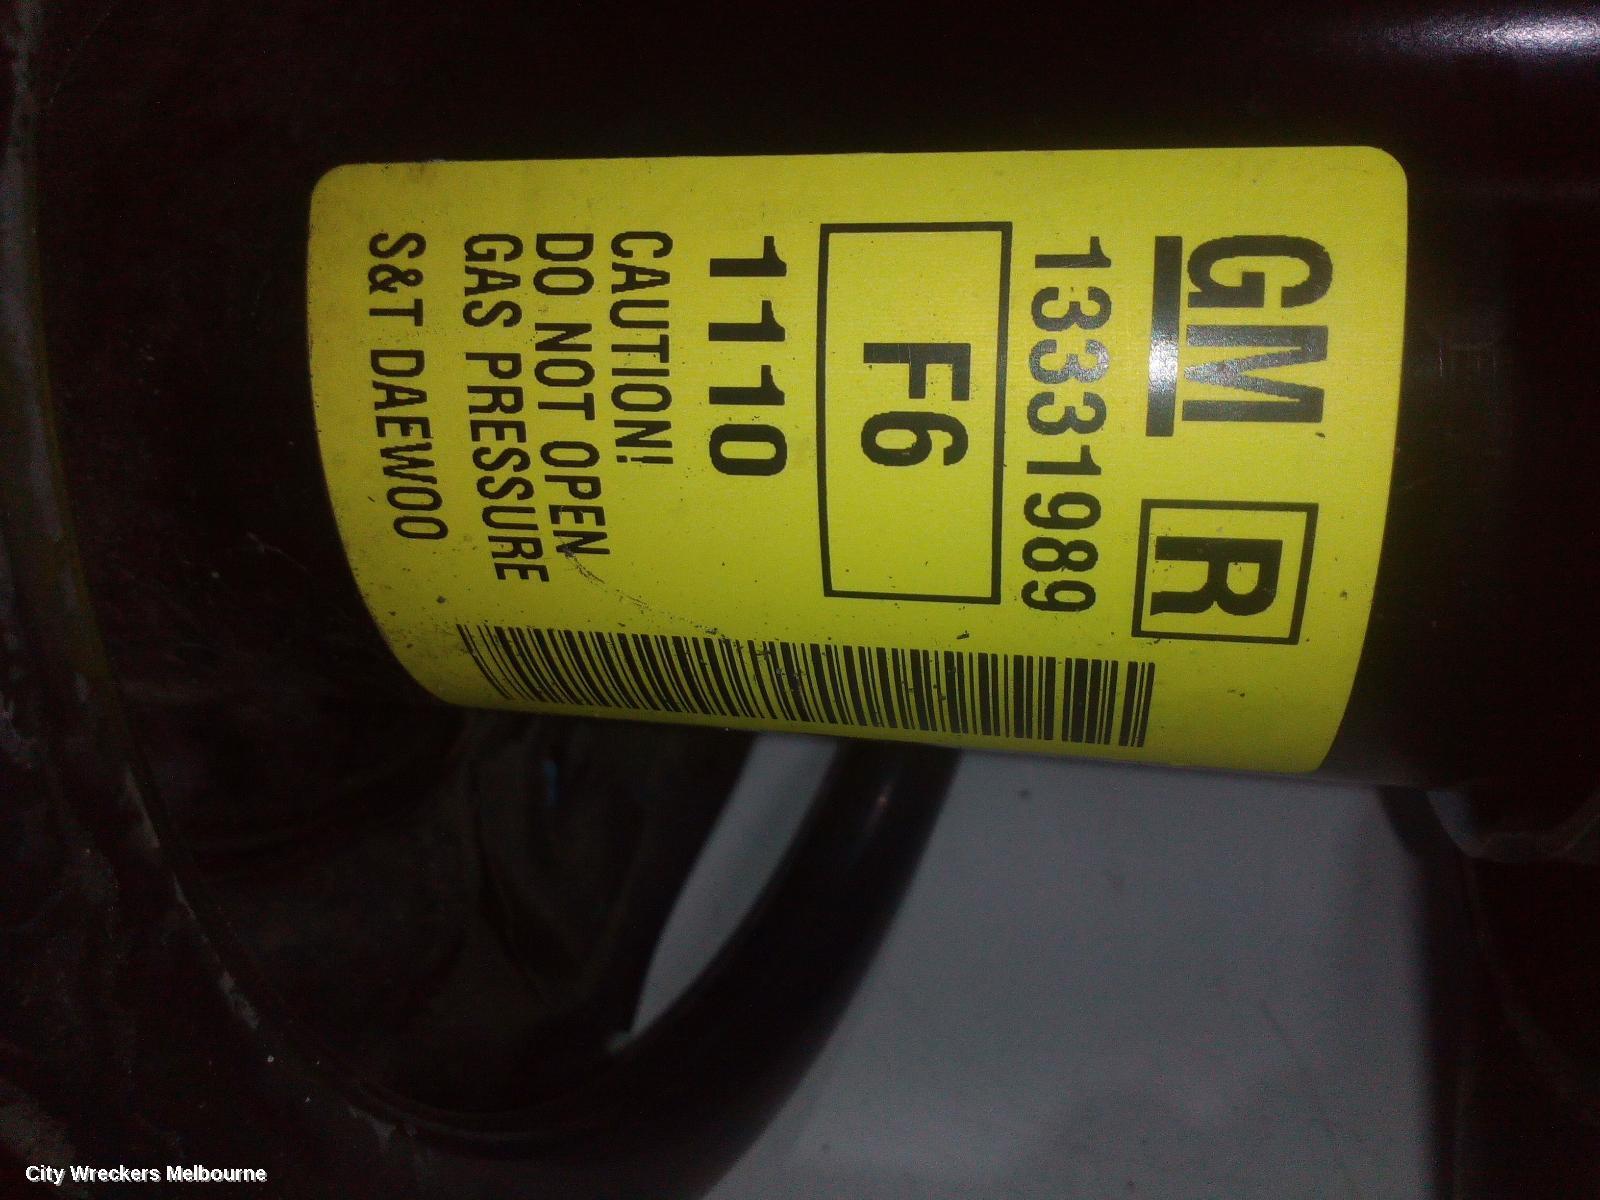 GM R
13331989
F6
1110
CAUTION!
DO NOT OPEN
GAS PRESSURE
S&T DAEWOO
City Wreckers Melbourne